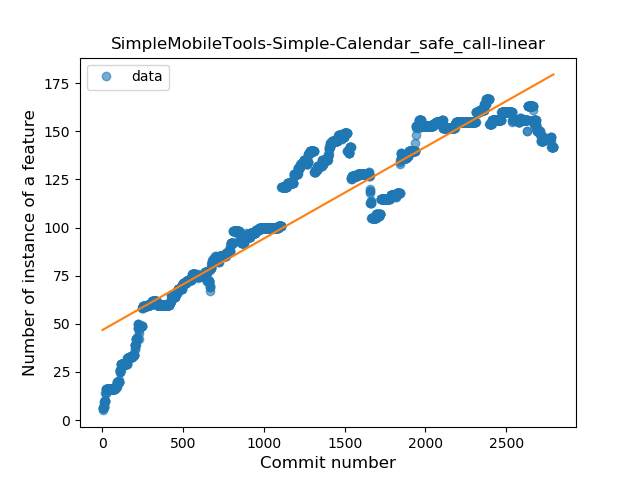 SimpleMobileTools-Simple-Calendar_safe_call-linear
data
Number of instance of a feature
175
150
125
100
75
50
25
0
0 500 1000 1500 2000 2500
Commit number